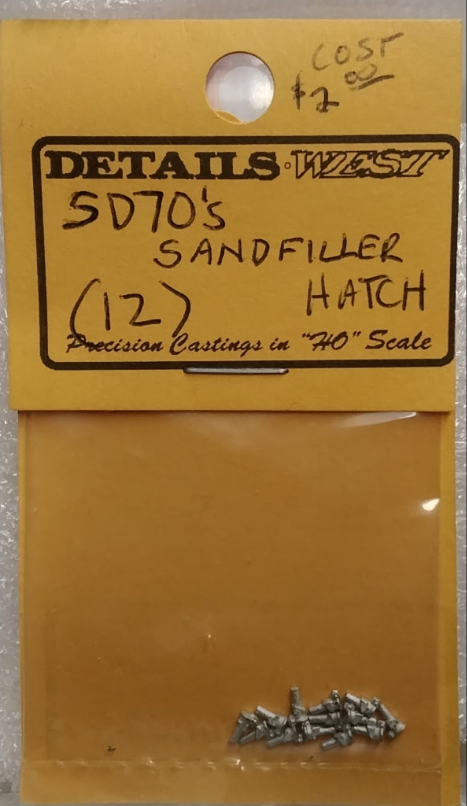 COST
$2.00
DETAILS WEST
SD70's
SANDFILLER
(12) HATCH
Precision Castings in "HO" Scale